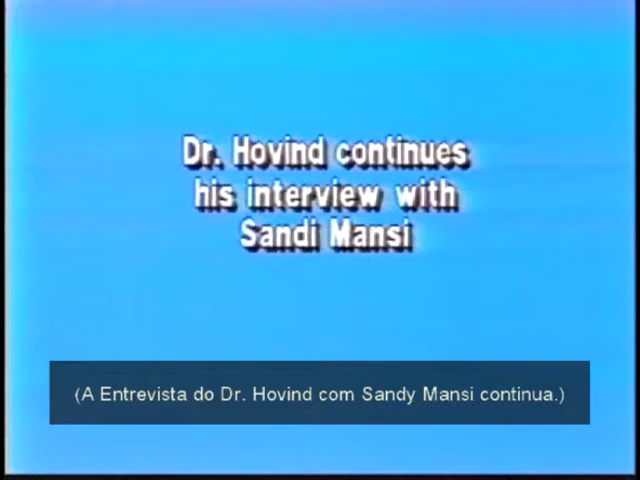 Dr. Hovind continues
his interview with
Sandi Mansi
(A Entrevista do Dr. Hovind com Sandy Mansi continua.)